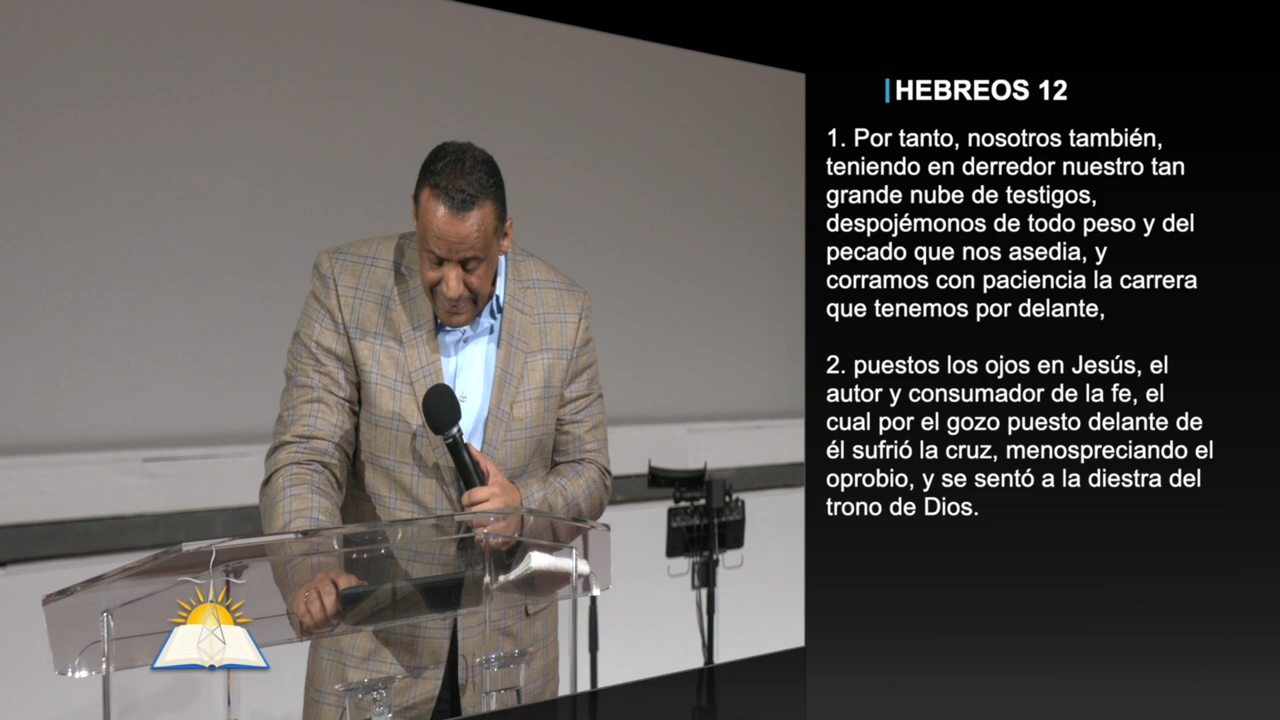 HEBREOS 12
1. Por tanto, nosotros también,
teniendo en derredor nuestro tan
grande nube de testigos,
despojémonos de todo peso y del
pecado que nos asedia, y
corramos con paciencia la carrera
que tenemos por delante,
2. puestos los ojos en Jesús, el
autor y consumador de la fe, el
cual por el gozo puesto delante de
él sufrió la cruz, menospreciando el
oprobio, y se sentó a la diestra del
trono de Dios.